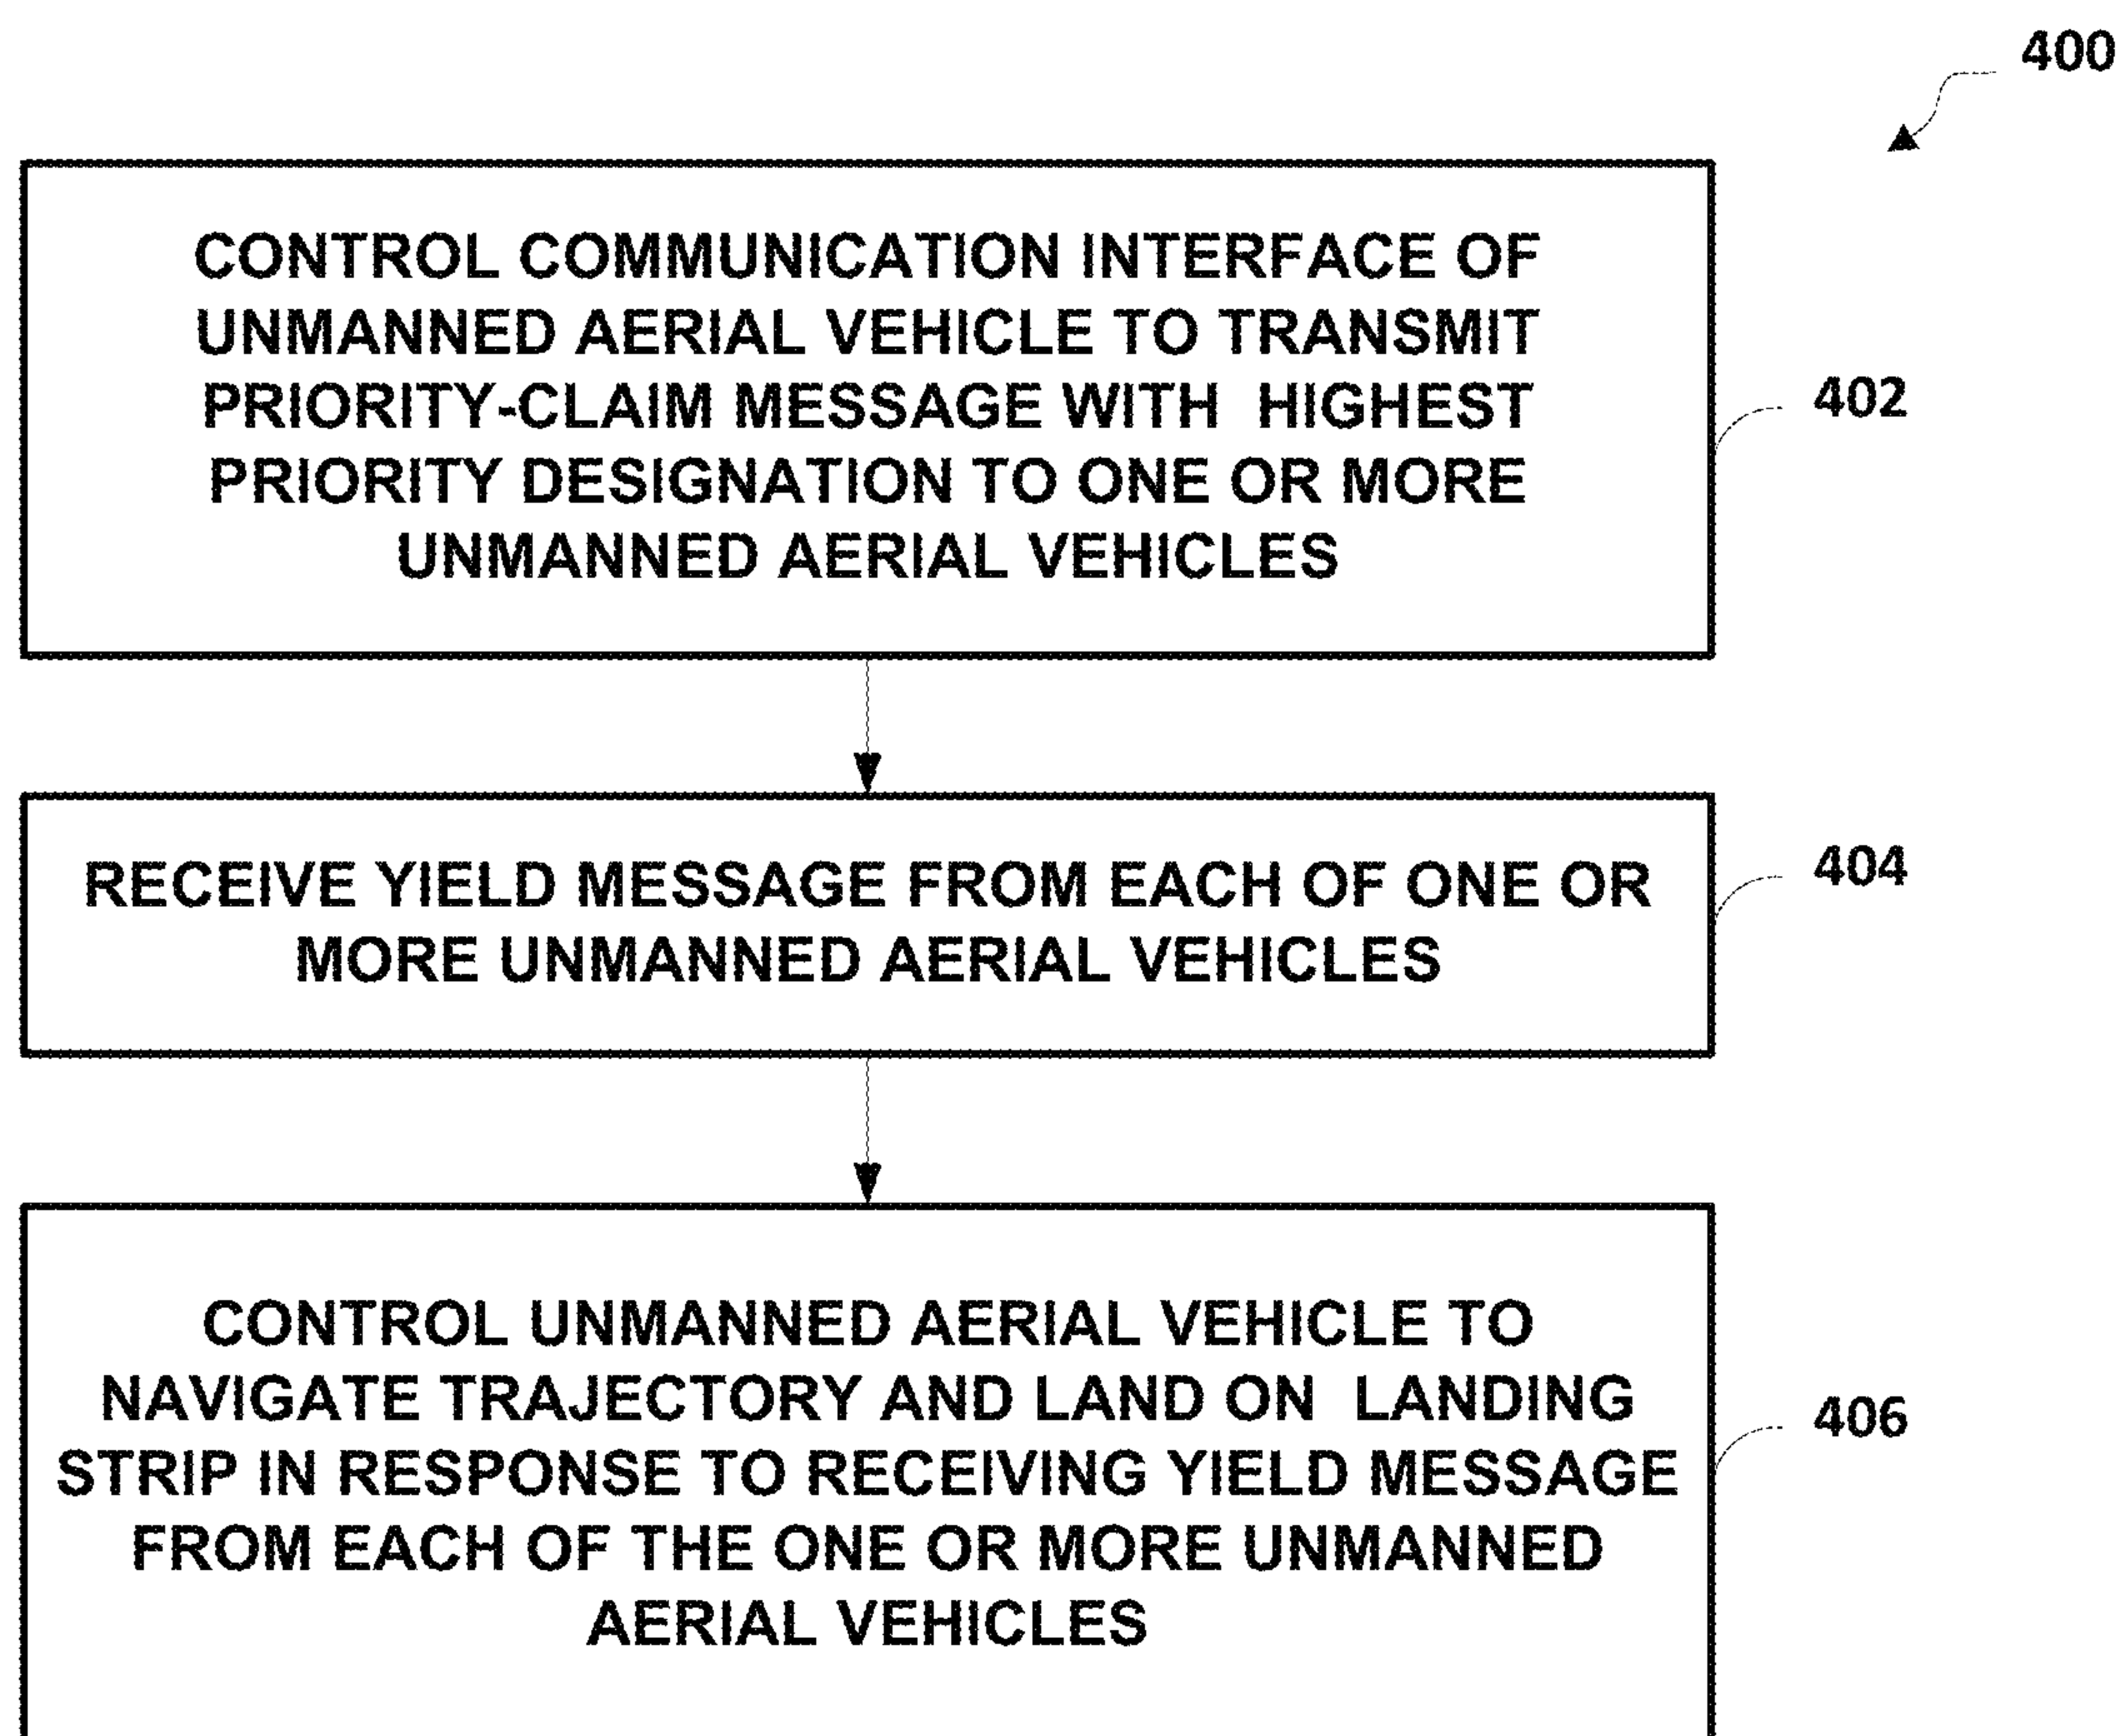 400
CONTROL COMMUNICATION INTERFACE OF
UNMANNED AERIAL VEHICLE TO TRANSMIT
PRIORITY-CLAIM MESSAGE WITH HIGHEST
PRIORITY DESIGNATION TO ONE OR MORE
UNMANNED AERIAL VEHICLES
402
RECEIVE YIELD MESSAGE FROM EACH OF ONE OR
MORE UNMANNED AERIAL VEHICLES
404
CONTROL UNMANNED AERIAL VEHICLE TO
NAVIGATE TRAJECTORY AND LAND ON LANDING
STRIP IN RESPONSE TO RECEIVING YIELD MESSAGE
FROM EACH OF THE ONE OR MORE UNMANNED
AERIAL VEHICLES
406